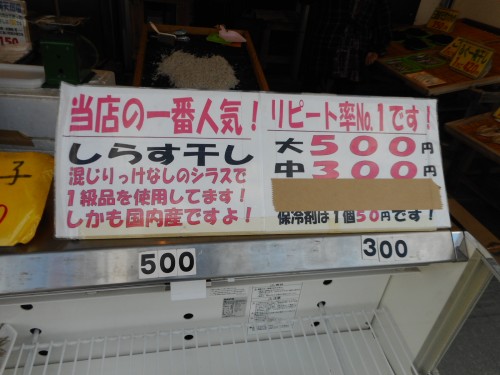 当店の一番人気!
しらす干し
混じりっけなしのシラスで
1級品を使用してます!
しかも国内産ですよ!
リピート率No.1です!
大500円
中300円
保冷剤は1個50円です!
500
300
子
150